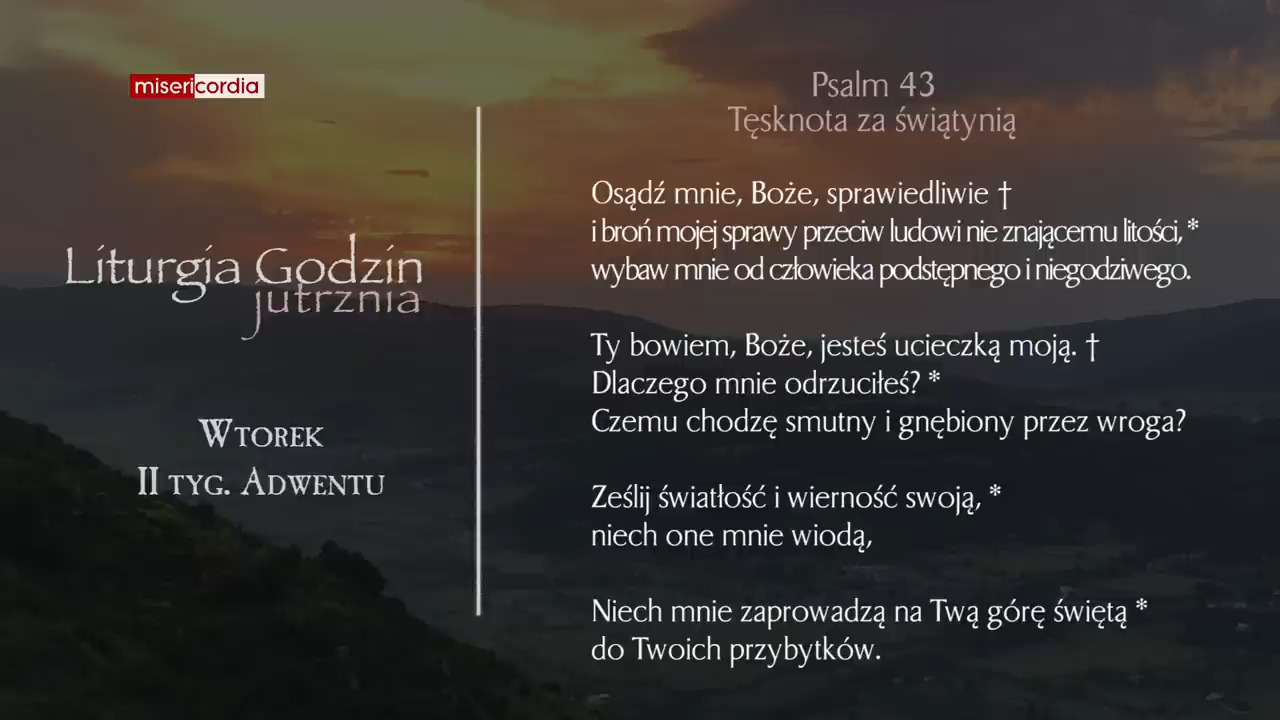 misericordia
Liturgia Godzin
jutrznia
Wtorek
II tyg. Adwentu
Psalm 43
Tęsknota za świątynią
Osądź mnie, Boże, sprawiedliwie †
i broń mojej sprawy przeciw ludowi nie znającemu litości, *
wybaw mnie od człowieka podstępnego i niegodziwego.
Ty bowiem, Boże, jesteś ucieczką moją. †
Dlaczego mnie odrzuciłeś? *
Czemu chodzę smutny i gnębiony przez wroga?
Ześlij światłość i wierność swoją, *
niech one mnie wiodą,
Niech mnie zaprowadzą na Twą górę świętą *
do Twoich przybytków.